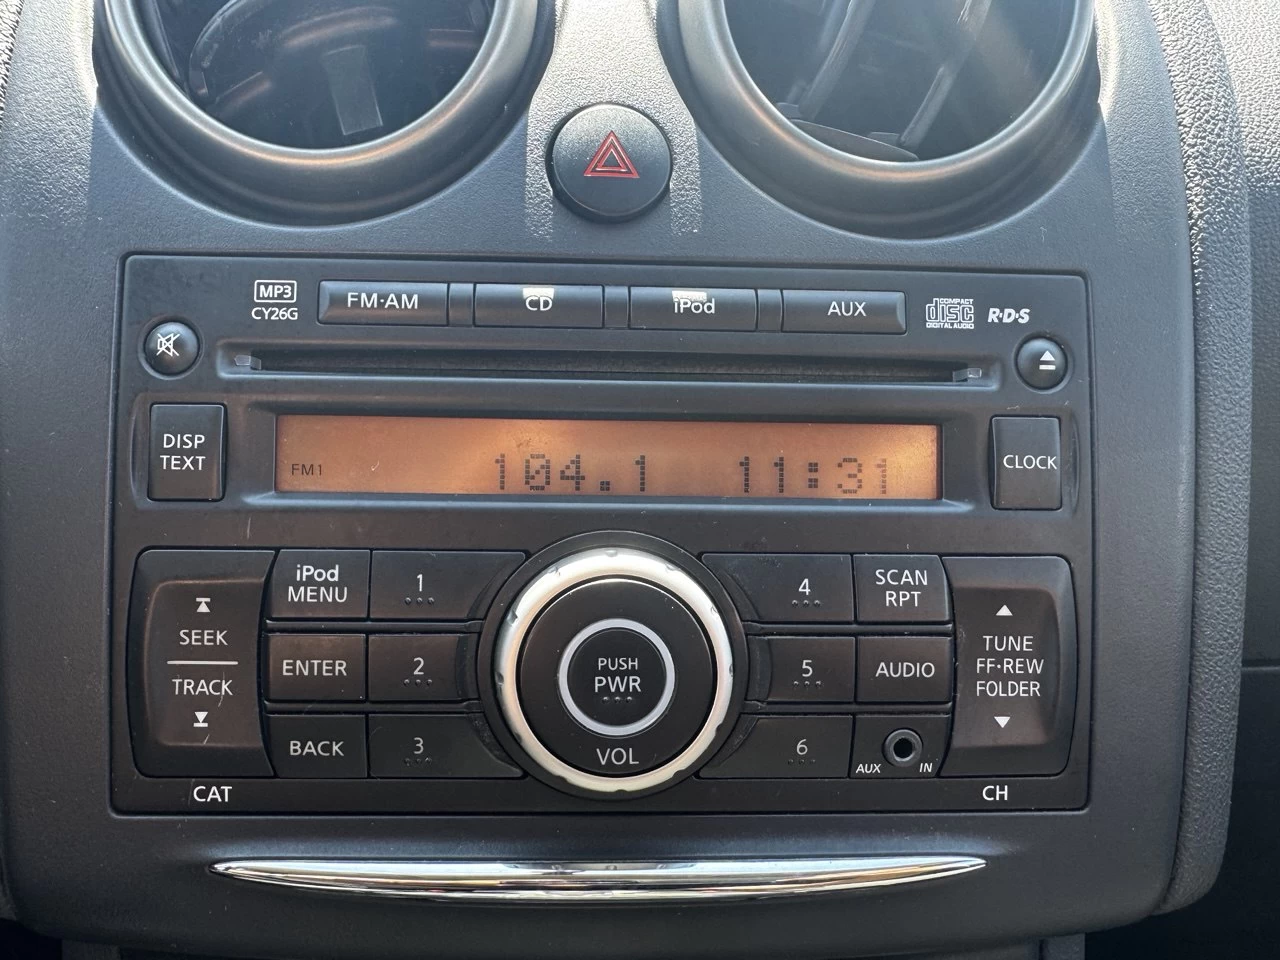 MP3
CY26G
FM·AM
CD
iPod
AUX
COMPACT
disc
DIGITAL AUDIO
R·D·S
DISP
TEXT
FM1
104.1
11:31
CLOCK
SEEK
TRACK
CAT
iPod
MENU
1
ENTER
2
BACK
3
PUSH
PWR
VOL
4
SCAN
RPT
5
AUDIO
6
AUX
IN
TUNE
FF·REW
FOLDER
CH